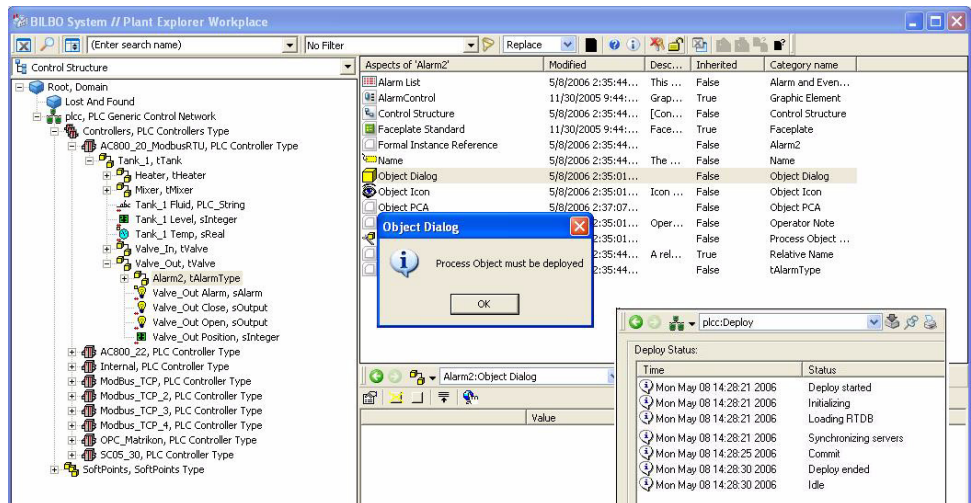 BILBO System // Plant Explorer Workplace
(Enter search name) No Filter Replace
Control Structure
Root, Domain
Lost And Found
plcc, PLC Generic Control Network
Controllers, PLC Controllers Type
AC800_20_ModbusRTU, PLC Controller Type
Tank_1, tTank
Heater, tHeater
Mixer, tMixer
abc Tank_1 Fluid, PLC_String
Tank_1 Level, sInteger
Tank_1 Temp, sReal
Valve_In, tValve
Valve_Out, tValve
Alarm2, tAlarmType
Valve_Out Alarm, sAlarm
Valve_Out Close, sOutput
Valve_Out Open, sOutput
Valve_Out Position, sInteger
AC800_22, PLC Controller Type
Internal, PLC Controller Type
ModBus_TCP, PLC Controller Type
Modbus_TCP_2, PLC Controller Type
Modbus_TCP_3, PLC Controller Type
Modbus_TCP_4, PLC Controller Type
OPC_Matrikon, PLC Controller Type
SC05_30, PLC Controller Type
SoftPoints, SoftPoints Type
Aspects of 'Alarm2' Modified Desc... Inherited Category name
Alarm List 5/8/2006 2:35:44... This ... False Alarm and Even...
AlarmControl 11/30/2005 9:44:... Grap... True Graphic Element
Control Structure 5/8/2006 2:35:44... [Con... False Control Structure
Faceplate Standard 11/30/2005 9:44:... Face... True Faceplate
Formal Instance Reference 5/8/2006 2:35:44... False Alarm2
Name 5/8/2006 2:35:44... The ... False Name
Object Dialog 5/8/2006 2:35:01... False Object Dialog
Object Icon 5/8/2006 2:35:01... Icon ... False Object Icon
Object PCA 5/8/2006 2:37:07... False Object PCA
2:35:01... Oper... False Operator Note
2:35:01... False Process Object ...
2:35:44... A rel... True Relative Name
2:35:44... False tAlarmType
Object Dialog
Process Object must be deployed
OK
Alarm2:Object Dialog
Value
plcc:Deploy
Deploy Status:
Time Status
Mon May 08 14:28:21 2006 Deploy started
Mon May 08 14:28:21 2006 Initializing
Mon May 08 14:28:21 2006 Loading RTDB
Mon May 08 14:28:21 2006 Synchronizing servers
Mon May 08 14:28:25 2006 Commit
Mon May 08 14:28:30 2006 Deploy ended
Mon May 08 14:28:30 2006 Idle